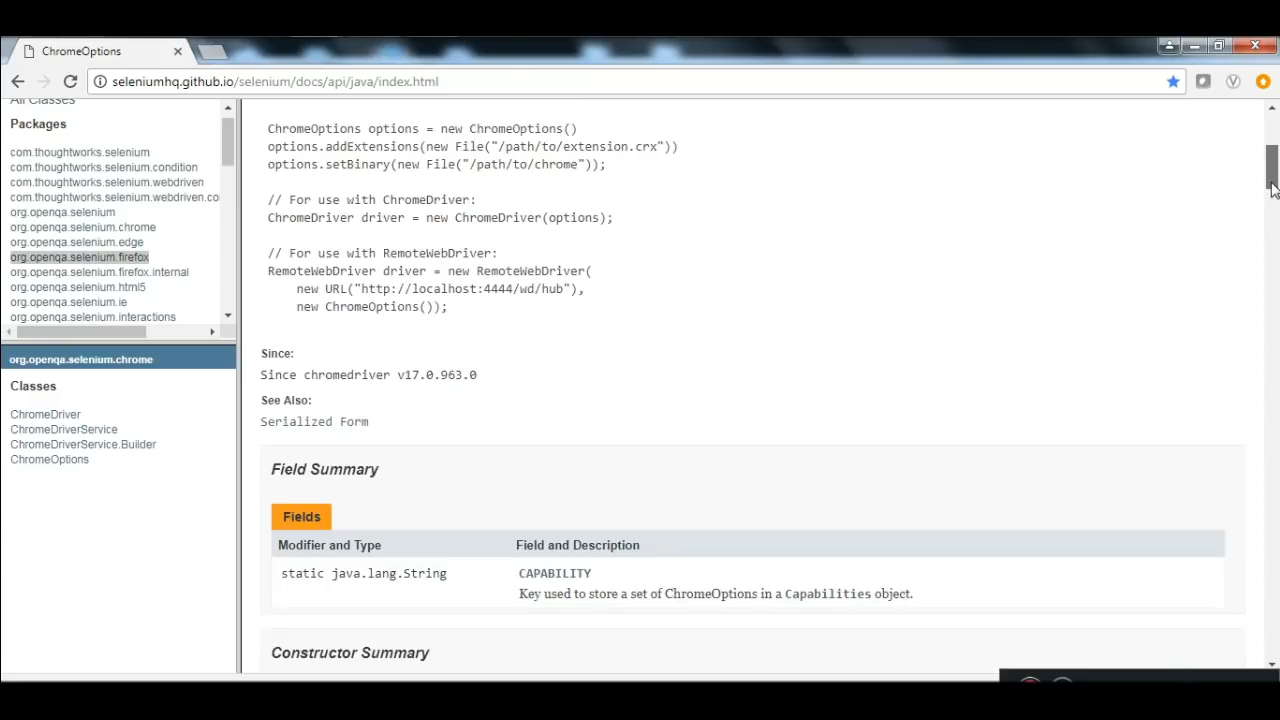 ChromeOptions
seleniumhq.github.io/selenium/docs/api/java/index.html
All Classes
Packages
com.thoughtworks.selenium
com.thoughtworks.selenium.condition
com.thoughtworks.selenium.webdriven
com.thoughtworks.selenium.webdriven.co
org.openqa.selenium
org.openqa.selenium.chrome
org.openqa.selenium.edge
org.openqa.selenium.firefox
org.openqa.selenium.firefox.internal
org.openqa.selenium.html5
org.openqa.selenium.ie
org.openqa.selenium.interactions
org.openqa.selenium.chrome
Classes
ChromeDriver
ChromeDriverService
ChromeDriverService.Builder
ChromeOptions
ChromeOptions options = new ChromeOptions()
options.addExtensions(new File("/path/to/extension.crx"))
options.setBinary(new File("/path/to/chrome"));
// For use with ChromeDriver:
ChromeDriver driver = new ChromeDriver(options);
// For use with RemoteWebDriver:
RemoteWebDriver driver = new RemoteWebDriver(
new URL("http://localhost:4444/wd/hub"),
new ChromeOptions());
Since:
Since chromedriver v17.0.963.0
See Also:
Serialized Form
Field Summary
Fields
Modifier and Type Field and Description
static java.lang.String CAPABILITY
Key used to store a set of ChromeOptions in a Capabilities object.
Constructor Summary